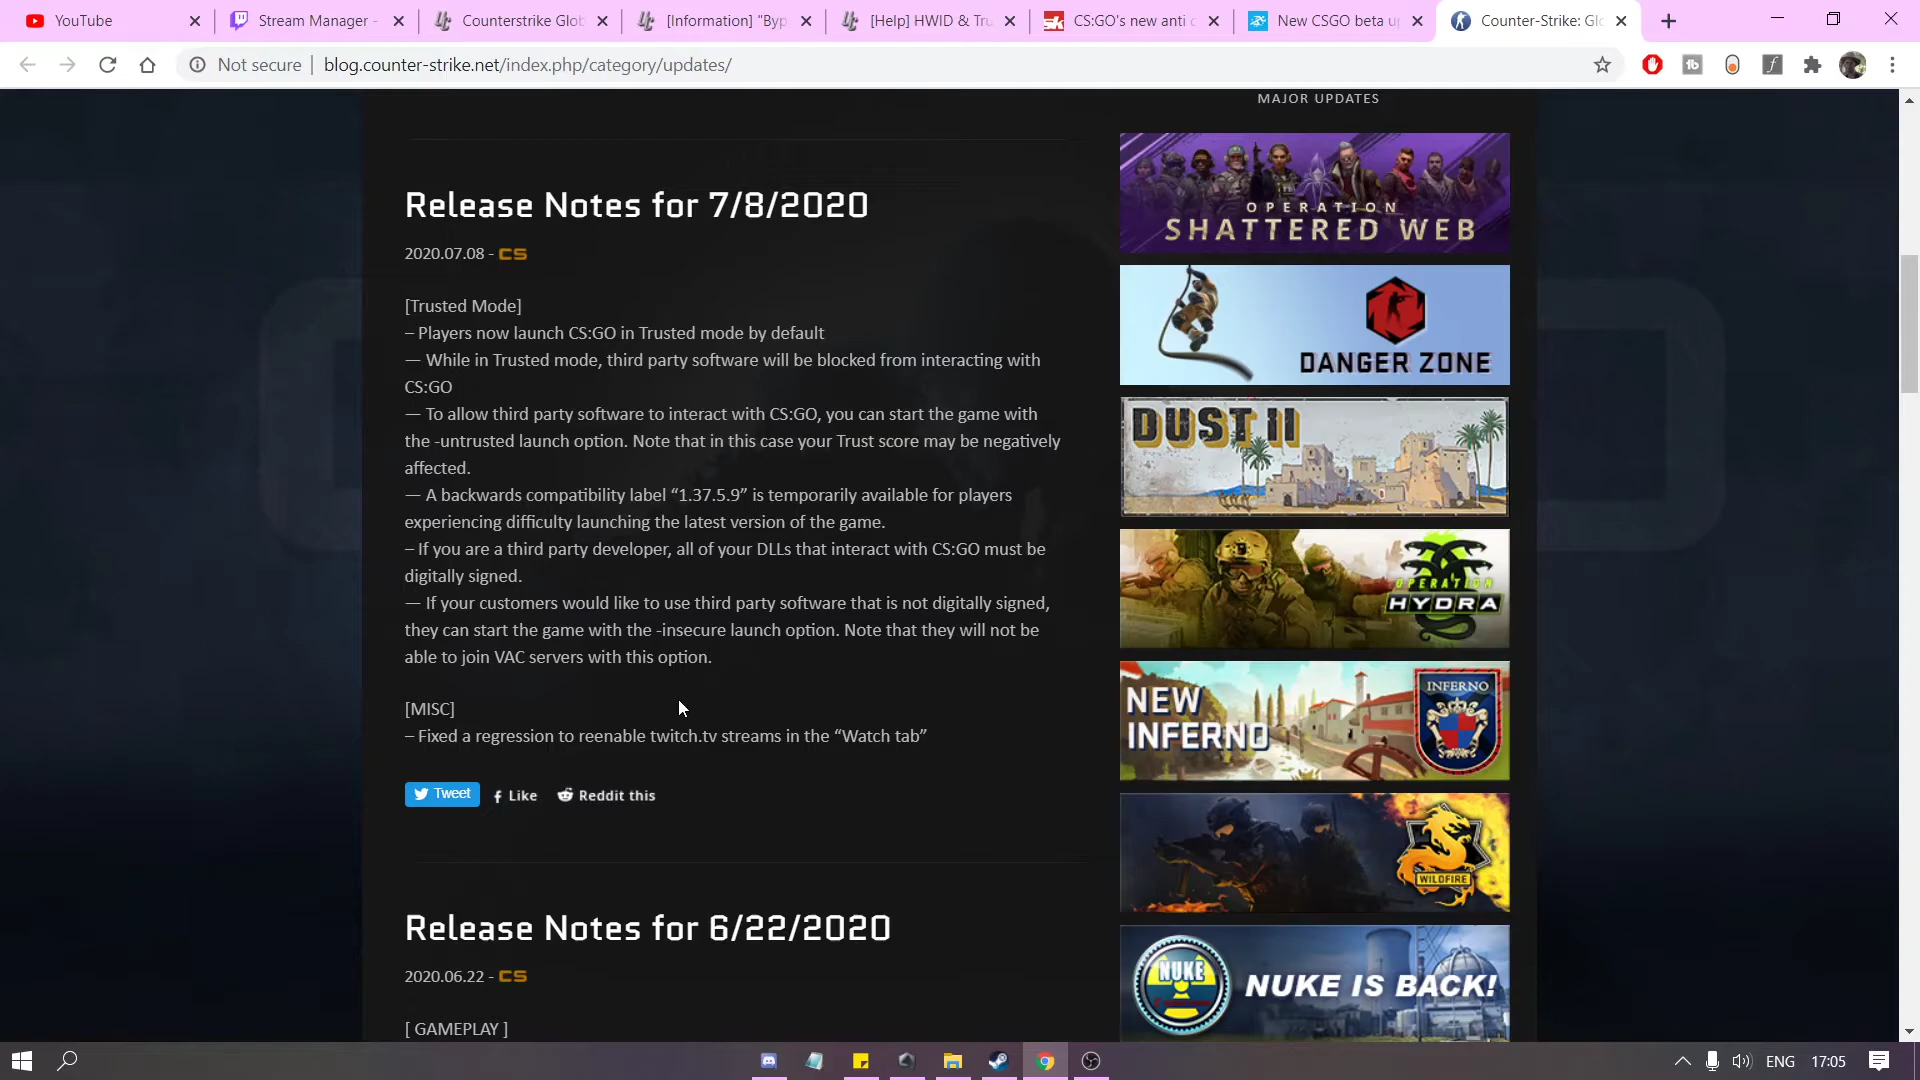 YouTube
Stream Manager -
Counterstrike Glob
[Information] "Byp
[Help] HWID & Tru
CS:GO's new anti c
New CSGO beta up
Counter-Strike: Glo
Not secure
blog.counter-strike.net/index.php/category/updates/
MAJOR UPDATES
Release Notes for 7/8/2020
2020.07.08 - CS
[Trusted Mode]
– Players now launch CS:GO in Trusted mode by default
— While in Trusted mode, third party software will be blocked from interacting with
CS:GO
— To allow third party software to interact with CS:GO, you can start the game with
the -untrusted launch option. Note that in this case your Trust score may be negatively
affected.
— A backwards compatibility label “1.37.5.9” is temporarily available for players
experiencing difficulty launching the latest version of the game.
– If you are a third party developer, all of your DLLs that interact with CS:GO must be
digitally signed.
— If your customers would like to use third party software that is not digitally signed,
they can start the game with the -insecure launch option. Note that they will not be
able to join VAC servers with this option.
[MISC]
– Fixed a regression to reenable twitch.tv streams in the “Watch tab”
Tweet
Like
Reddit this
Release Notes for 6/22/2020
2020.06.22 - CS
[ GAMEPLAY ]
OPERATION
SHATTERED WEB
DANGER ZONE
DUST II
OPERATION
HYDRA
NEW
INFERNO
INFERNO
WILDFIRE
NUKE
NUKE IS BACK!
ENG
17:05